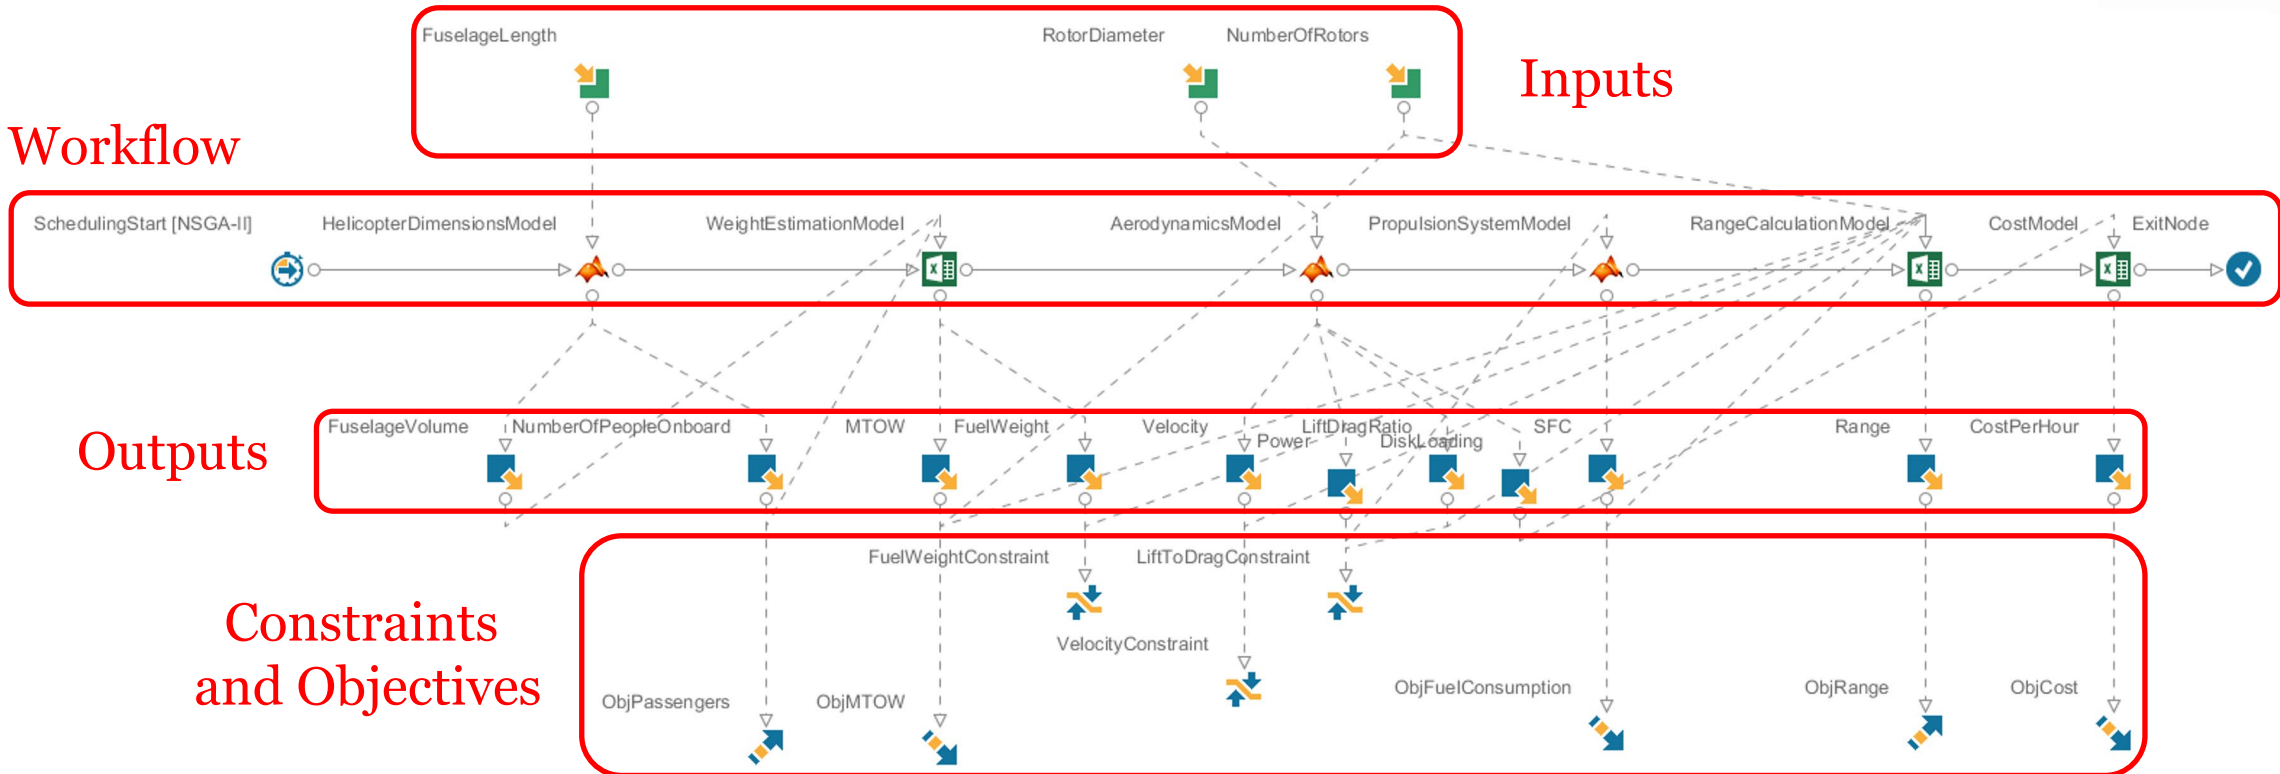 FuselageLength
RotorDiameter
NumberOfRotors
Inputs
Workflow
SchedulingStart [NSGA-II]
HelicopterDimensionsModel
WeightEstimationModel
AerodynamicsModel
PropulsionSystemModel
RangeCalculationModel
CostModel
ExitNode
Outputs
FuselageVolume
NumberOfPeopleOnboard
MTOW
FuelWeight
Velocity
Power
LiftDragRatio
DiskLoading
SFC
Range
CostPerHour
Constraints
and Objectives
FuelWeightConstraint
LiftToDragConstraint
VelocityConstraint
ObjPassengers
ObjMTOW
ObjFuelConsumption
ObjRange
ObjCost